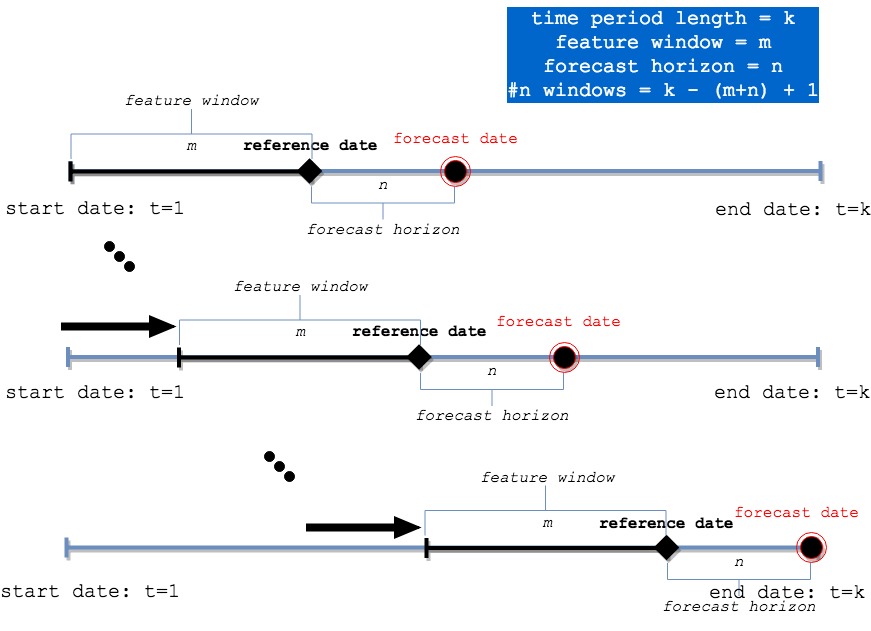 time period length = k
feature window = m
forecast horizon = n
#n windows = k - (m+n) + 1
feature window
m
reference date
forecast date
n
start date: t=1
end date: t=k
forecast horizon
feature window
m
reference date
forecast date
n
start date: t=1
end date: t=k
forecast horizon
feature window
m
reference date
forecast date
n
start date: t=1
end date: t=k
forecast horizon